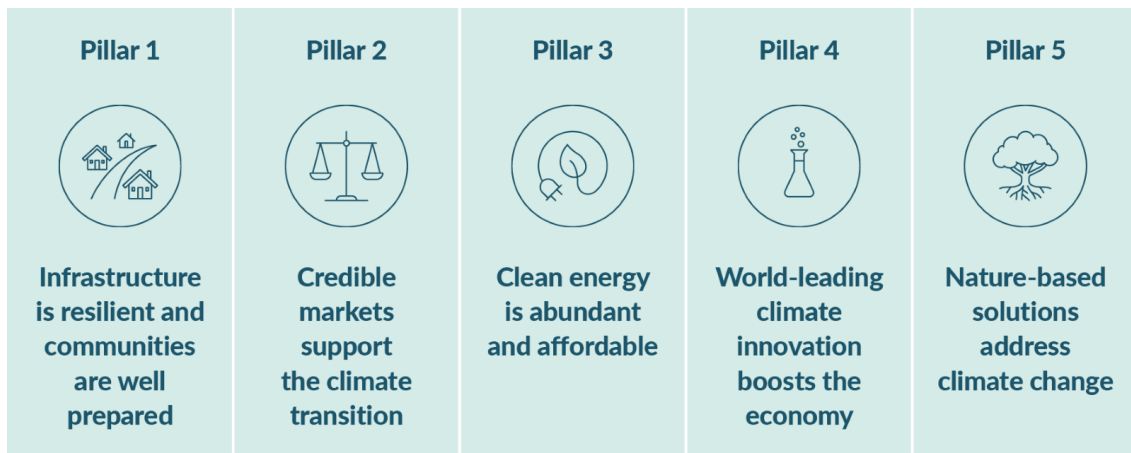 Pillar 1
Infrastructure
is resilient and
communities
are well
prepared
Pillar 2
Credible
markets
support
the climate
transition
Pillar 3
Clean energy
is abundant
and affordable
Pillar 4
World-leading
climate
innovation
boosts the
economy
Pillar 5
Nature-based
solutions
address
climate change